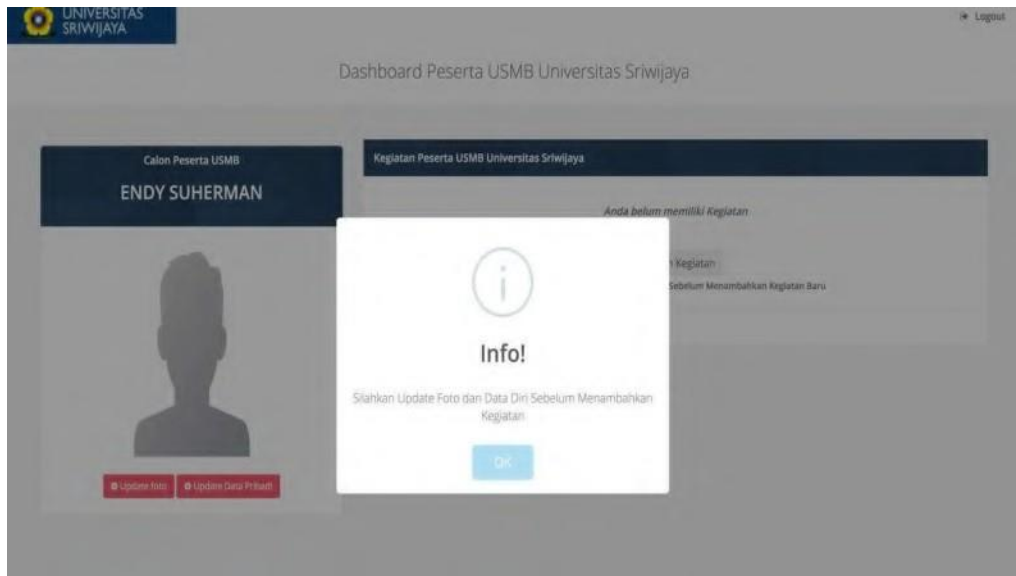 UNIVERSITAS
SRIWIJAYA
Logout
Dashboard Peserta USMB Universitas Sriwijaya
Calon Peserta USMB
ENDY SUHERMAN
Kegiatan Peserta USMB Universitas Sriwijaya
Anda belum memiliki Kegiatan
Kegiatan
Sebelum Menambahkan Kegiatan Baru
Info!
Silahkan Update Foto dan Data Diri Sebelum Menambahkan
Kegiatan
OK
Update foto
Update Data Pribadi